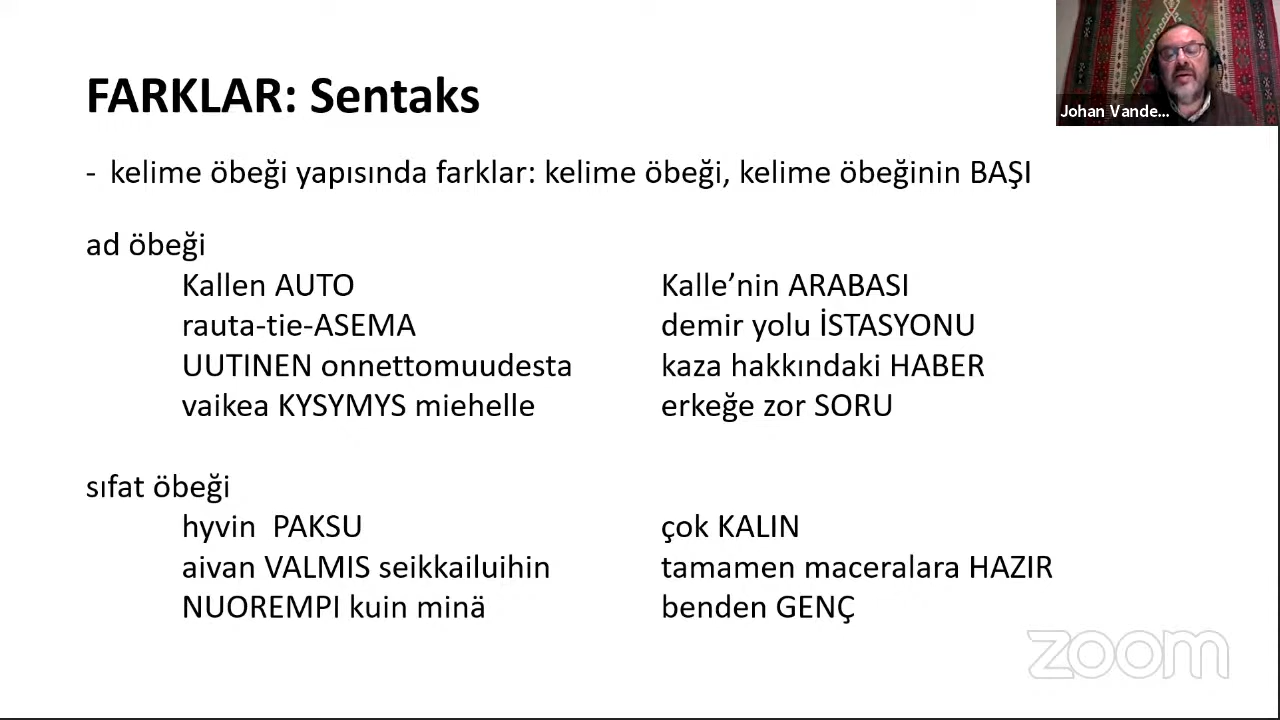 FARKLAR: Sentaks
Johan Vande...
- kelime öbeği yapısında farklar: kelime öbeği, kelime öbeğinin BAŞI
ad öbeği
Kallen AUTO Kalle’nin ARABASI
rauta-tie-ASEMA demir yolu İSTASYONU
UUTINEN onnettomuudesta kaza hakkındaki HABER
vaikea KYSYMYS miehelle erkeğe zor SORU
sıfat öbeği
hyvin PAKSU çok KALIN
aivan VALMIS seikkailuihin tamamen maceralara HAZIR
NUOREMPI kuin minä benden GENÇ
zoom